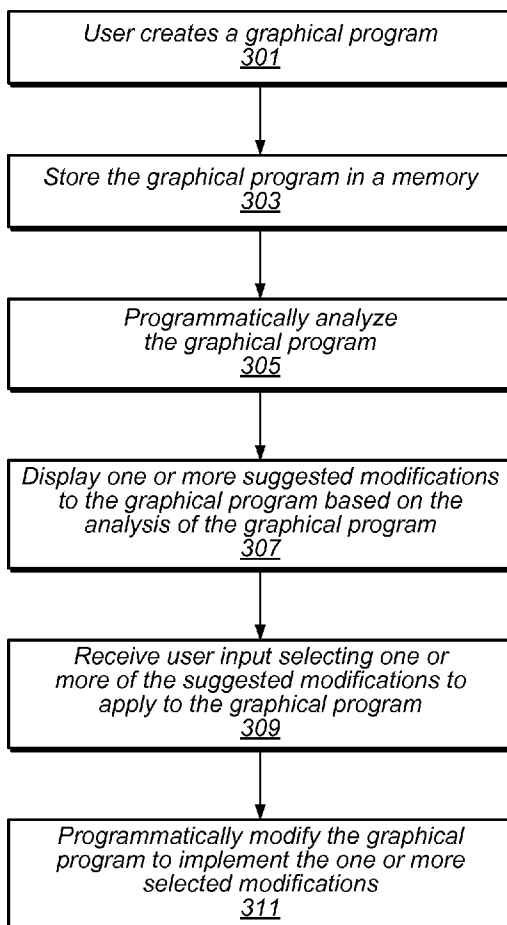 User creates a graphical program
301
Store the graphical program in a memory
303
Programmatically analyze
the graphical program
305
Display one or more suggested modifications
to the graphical program based on the
analysis of the graphical program
307
Receive user input selecting one or
more of the suggested modifications to
apply to the graphical program
309
Programmatically modify the graphical
program to implement the one or more
selected modifications
311